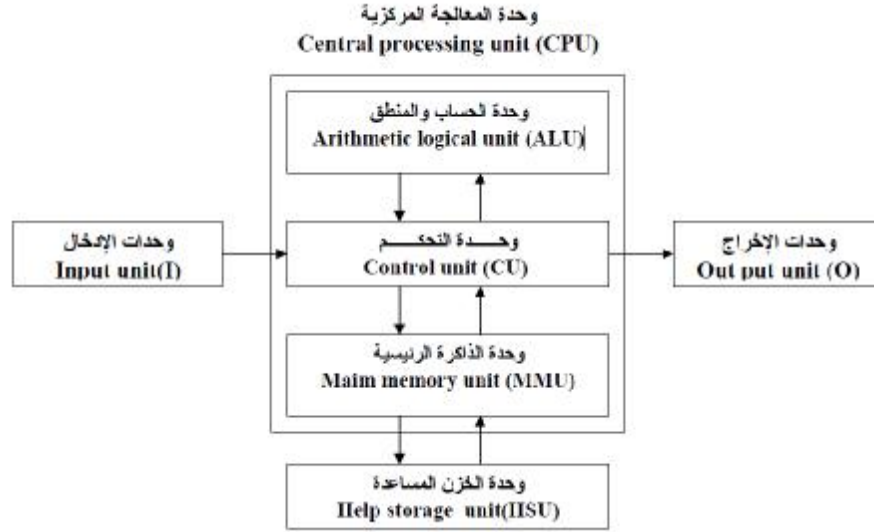 وحدة المعالجة المركزية
Central processing unit (CPU)
وحدة الحساب والمنطق
Arithmetic logical unit (ALU)
وحدات الإدخال
Input unit(I)
وحـــدة التحكـــــم
Control unit (CU)
وحدات الإخراج
Out put unit (O)
وحدة الذاكرة الرئيسية
Maim memory unit (MMU)
وحدة الخزن المساعدة
Help storage unit(HSU)